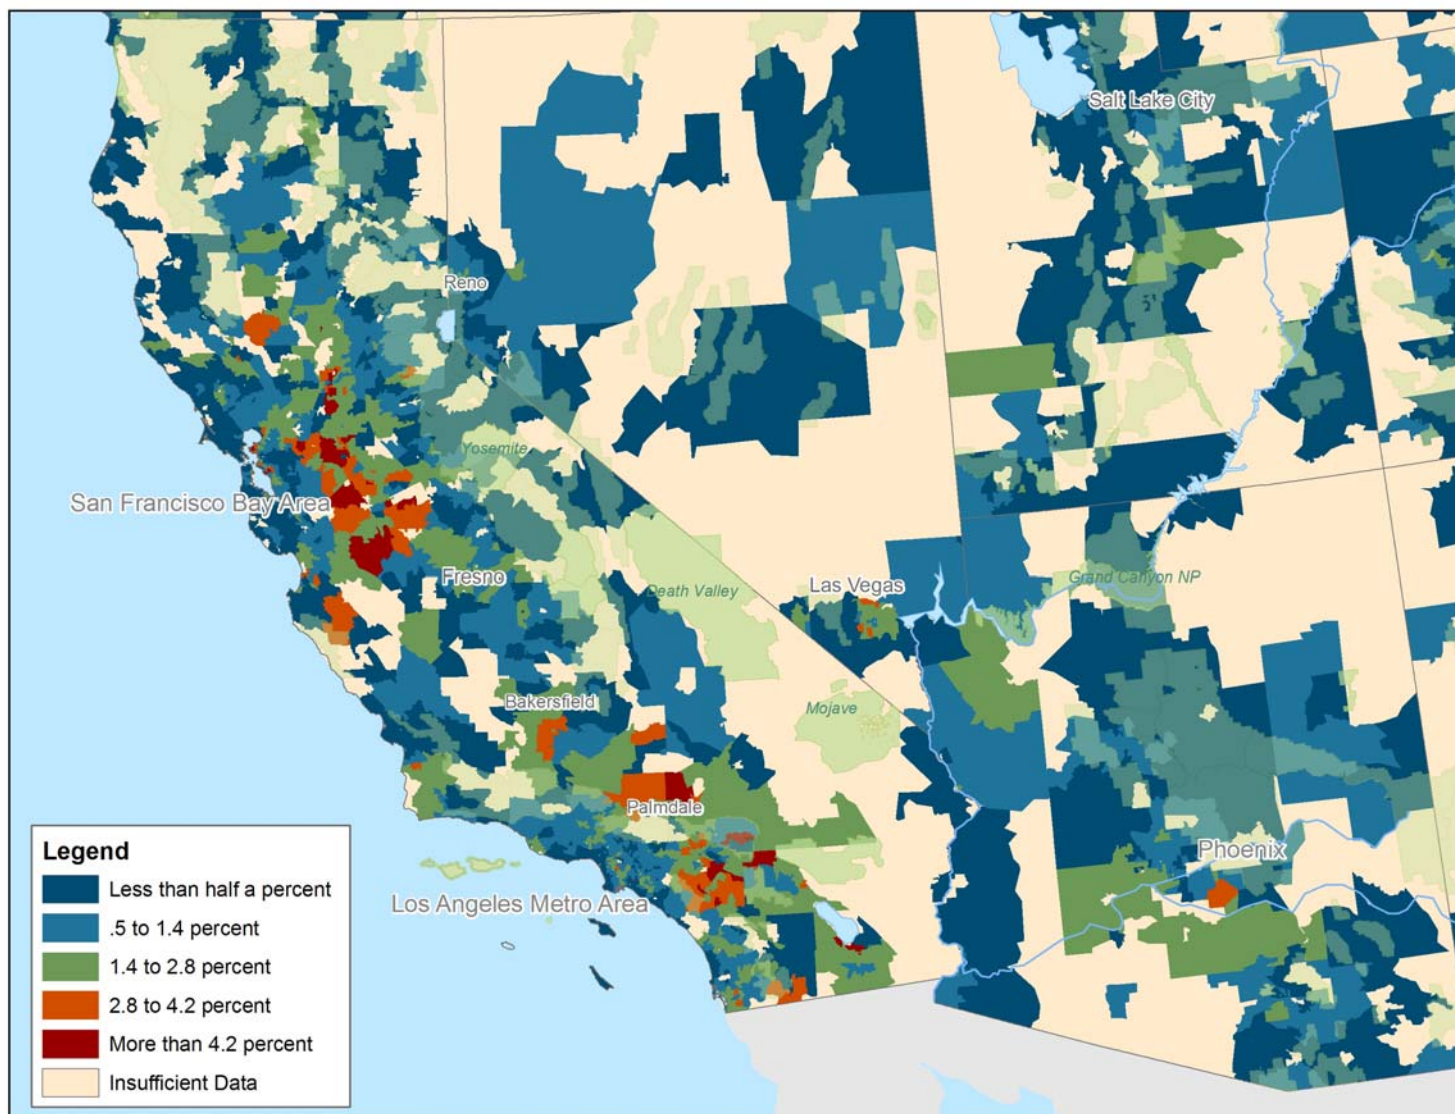 Salt Lake City
Reno
Yosemite
San Francisco Bay Area
Fresno
Death Valley
Las Vegas
Grand Canyon NP
Bakersfield
Mojave
Palmdale
Phoenix
Los Angeles Metro Area
Legend
Less than half a percent
.5 to 1.4 percent
1.4 to 2.8 percent
2.8 to 4.2 percent
More than 4.2 percent
Insufficient Data